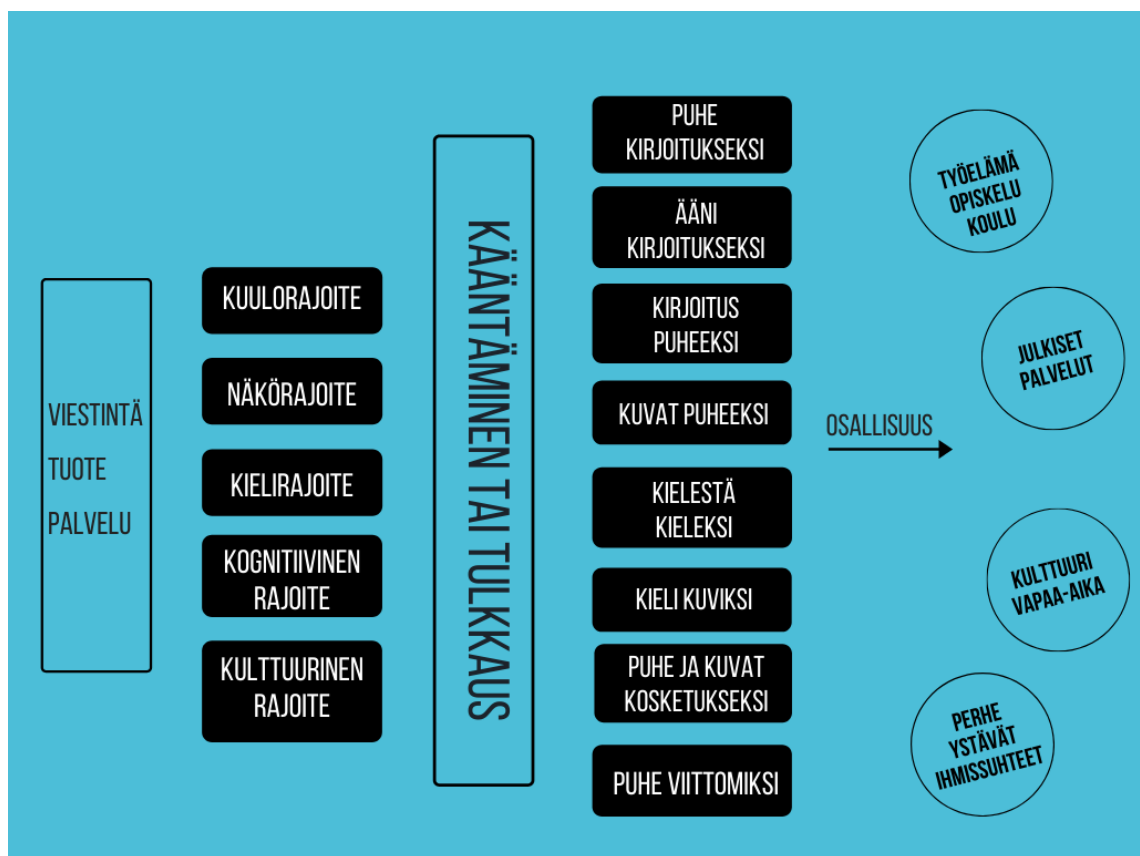 VIESTINTÄ
TUOTE
PALVELU
KUULORAJOITE
NÄKÖRAJOITE
KIELIRAJOITE
KOGNITIIVINEN
RAJOITE
KULTTUURINEN
RAJOITE
KÄÄNTÄMINEN TAI TULKKAUS
PUHE
KIRJOITUKSEKSI
ÄÄNI
KIRJOITUKSEKSI
KIRJOITUS
PUHEEKSI
KUVAT PUHEEKSI
KIELESTÄ
KIELEKSI
KIELI KUVIKSI
PUHE JA KUVAT
KOSKETUKSEKSI
PUHE VIITTOMIKSI
OSALLISUUS
TYÖELÄMÄ
OPISKELU
KOULU
JULKISET
PALVELUT
KULTTUURI
VAPAA-AIKA
PERHE
YSTÄVÄT
IHMISSUHTEET